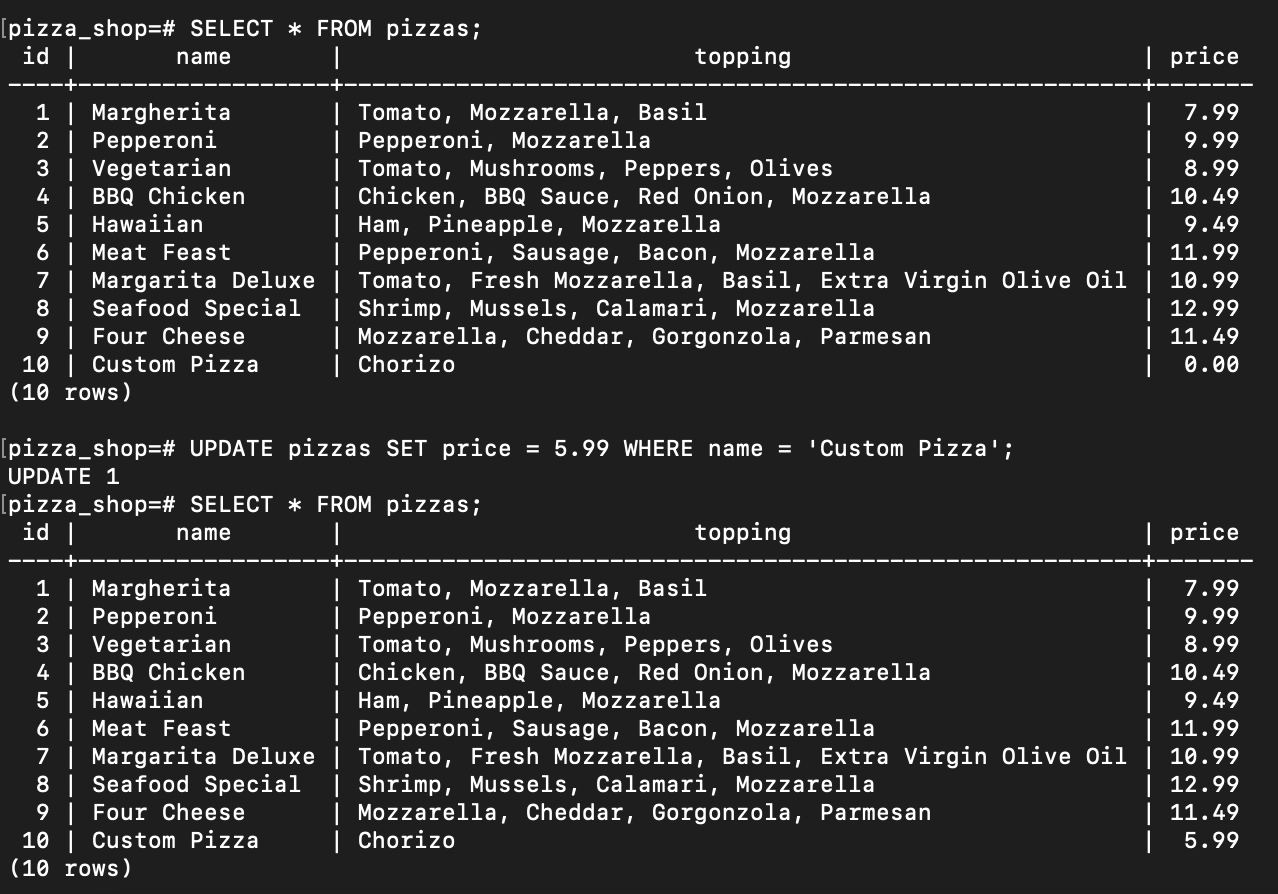 [pizza_shop=# SELECT * FROM pizzas;
 id |       name       |                         topping                         | price
----+------------------+---------------------------------------------------------+-------
  1 | Margherita       | Tomato, Mozzarella, Basil                               |  7.99
  2 | Pepperoni        | Pepperoni, Mozzarella                                   |  9.99
  3 | Vegetarian       | Tomato, Mushrooms, Peppers, Olives                      |  8.99
  4 | BBQ Chicken      | Chicken, BBQ Sauce, Red Onion, Mozzarella               | 10.49
  5 | Hawaiian         | Ham, Pineapple, Mozzarella                              |  9.49
  6 | Meat Feast       | Pepperoni, Sausage, Bacon, Mozzarella                   | 11.99
  7 | Margarita Deluxe | Tomato, Fresh Mozzarella, Basil, Extra Virgin Olive Oil | 10.99
  8 | Seafood Special  | Shrimp, Mussels, Calamari, Mozzarella                   | 12.99
  9 | Four Cheese      | Mozzarella, Cheddar, Gorgonzola, Parmesan               | 11.49
 10 | Custom Pizza     | Chorizo                                                 |  0.00
(10 rows)

[pizza_shop=# UPDATE pizzas SET price = 5.99 WHERE name = 'Custom Pizza';
UPDATE 1
[pizza_shop=# SELECT * FROM pizzas;
 id |       name       |                         topping                         | price
----+------------------+---------------------------------------------------------+-------
  1 | Margherita       | Tomato, Mozzarella, Basil                               |  7.99
  2 | Pepperoni        | Pepperoni, Mozzarella                                   |  9.99
  3 | Vegetarian       | Tomato, Mushrooms, Peppers, Olives                      |  8.99
  4 | BBQ Chicken      | Chicken, BBQ Sauce, Red Onion, Mozzarella               | 10.49
  5 | Hawaiian         | Ham, Pineapple, Mozzarella                              |  9.49
  6 | Meat Feast       | Pepperoni, Sausage, Bacon, Mozzarella                   | 11.99
  7 | Margarita Deluxe | Tomato, Fresh Mozzarella, Basil, Extra Virgin Olive Oil | 10.99
  8 | Seafood Special  | Shrimp, Mussels, Calamari, Mozzarella                   | 12.99
  9 | Four Cheese      | Mozzarella, Cheddar, Gorgonzola, Parmesan               | 11.49
 10 | Custom Pizza     | Chorizo                                                 |  5.99
(10 rows)